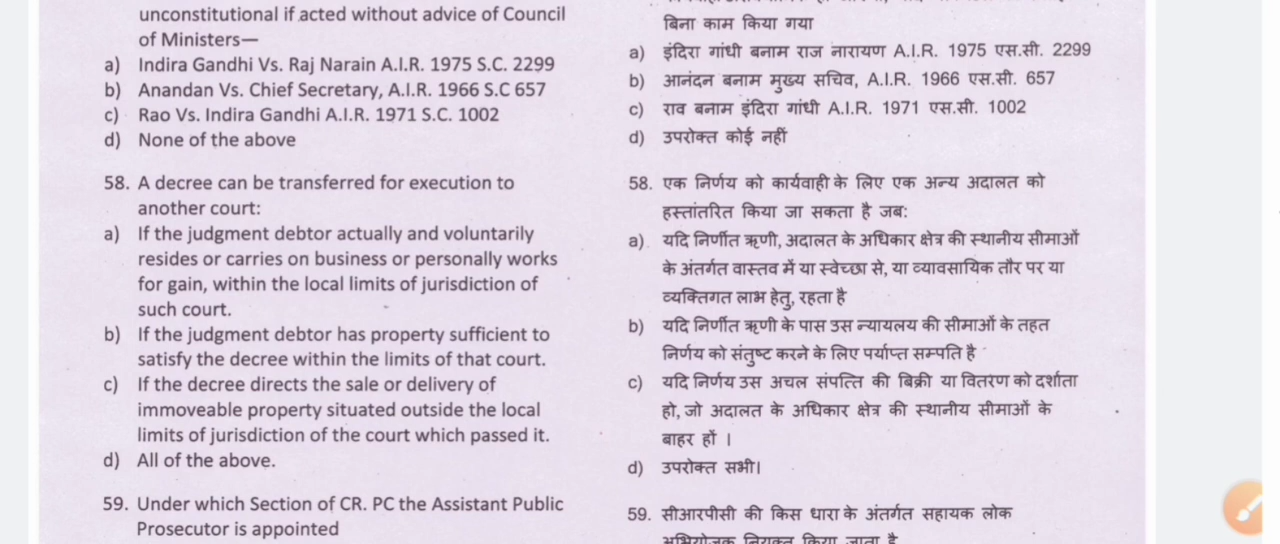 unconstitutional if acted without advice of Council
of Ministers—
a) Indira Gandhi Vs. Raj Narain A.I.R. 1975 S.C. 2299
b) Anandan Vs. Chief Secretary, A.I.R. 1966 S.C 657
c) Rao Vs. Indira Gandhi A.I.R. 1971 S.C. 1002
d) None of the above
58. A decree can be transferred for execution to
another court:
a) If the judgment debtor actually and voluntarily
resides or carries on business or personally works
for gain, within the local limits of jurisdiction of
such court.
b) If the judgment debtor has property sufficient to
satisfy the decree within the limits of that court.
c) If the decree directs the sale or delivery of
immoveable property situated outside the local
limits of jurisdiction of the court which passed it.
d) All of the above.
59. Under which Section of CR. PC the Assistant Public
Prosecutor is appointed
बिना काम किया गया
a) इंदिरा गांधी बनाम राज नारायण A.I.R. 1975 एस.सी. 2299
b) आनंदन बनाम मुख्य सचिव, A.I.R. 1966 एस.सी. 657
c) राव बनाम इंदिरा गांधी A.I.R. 1971 एस.सी. 1002
d) उपरोक्त कोई नहीं
58. एक निर्णय को कार्यवाही के लिए एक अन्य अदालत को
हस्तांतरित किया जा सकता है जब:
a) यदि निर्णीत ऋणी, अदालत के अधिकार क्षेत्र की स्थानीय सीमाओं
के अंतर्गत वास्तव में या स्वेच्छा से, या व्यावसायिक तौर पर या
व्यक्तिगत लाभ हेतु, रहता है
b) यदि निर्णीत ऋणी के पास उस न्यायलय की सीमाओं के तहत
निर्णय को संतुष्ट करने के लिए पर्याप्त सम्पति है
c) यदि निर्णय उस अचल संपत्ति की बिक्री या वितरण को दर्शाता
हो, जो अदालत के अधिकार क्षेत्र की स्थानीय सीमाओं के
बाहर हों ।
d) उपरोक्त सभी।
59. सीआरपीसी की किस धारा के अंतर्गत सहायक लोक
अभियोजक नियुक्त किया जाता है